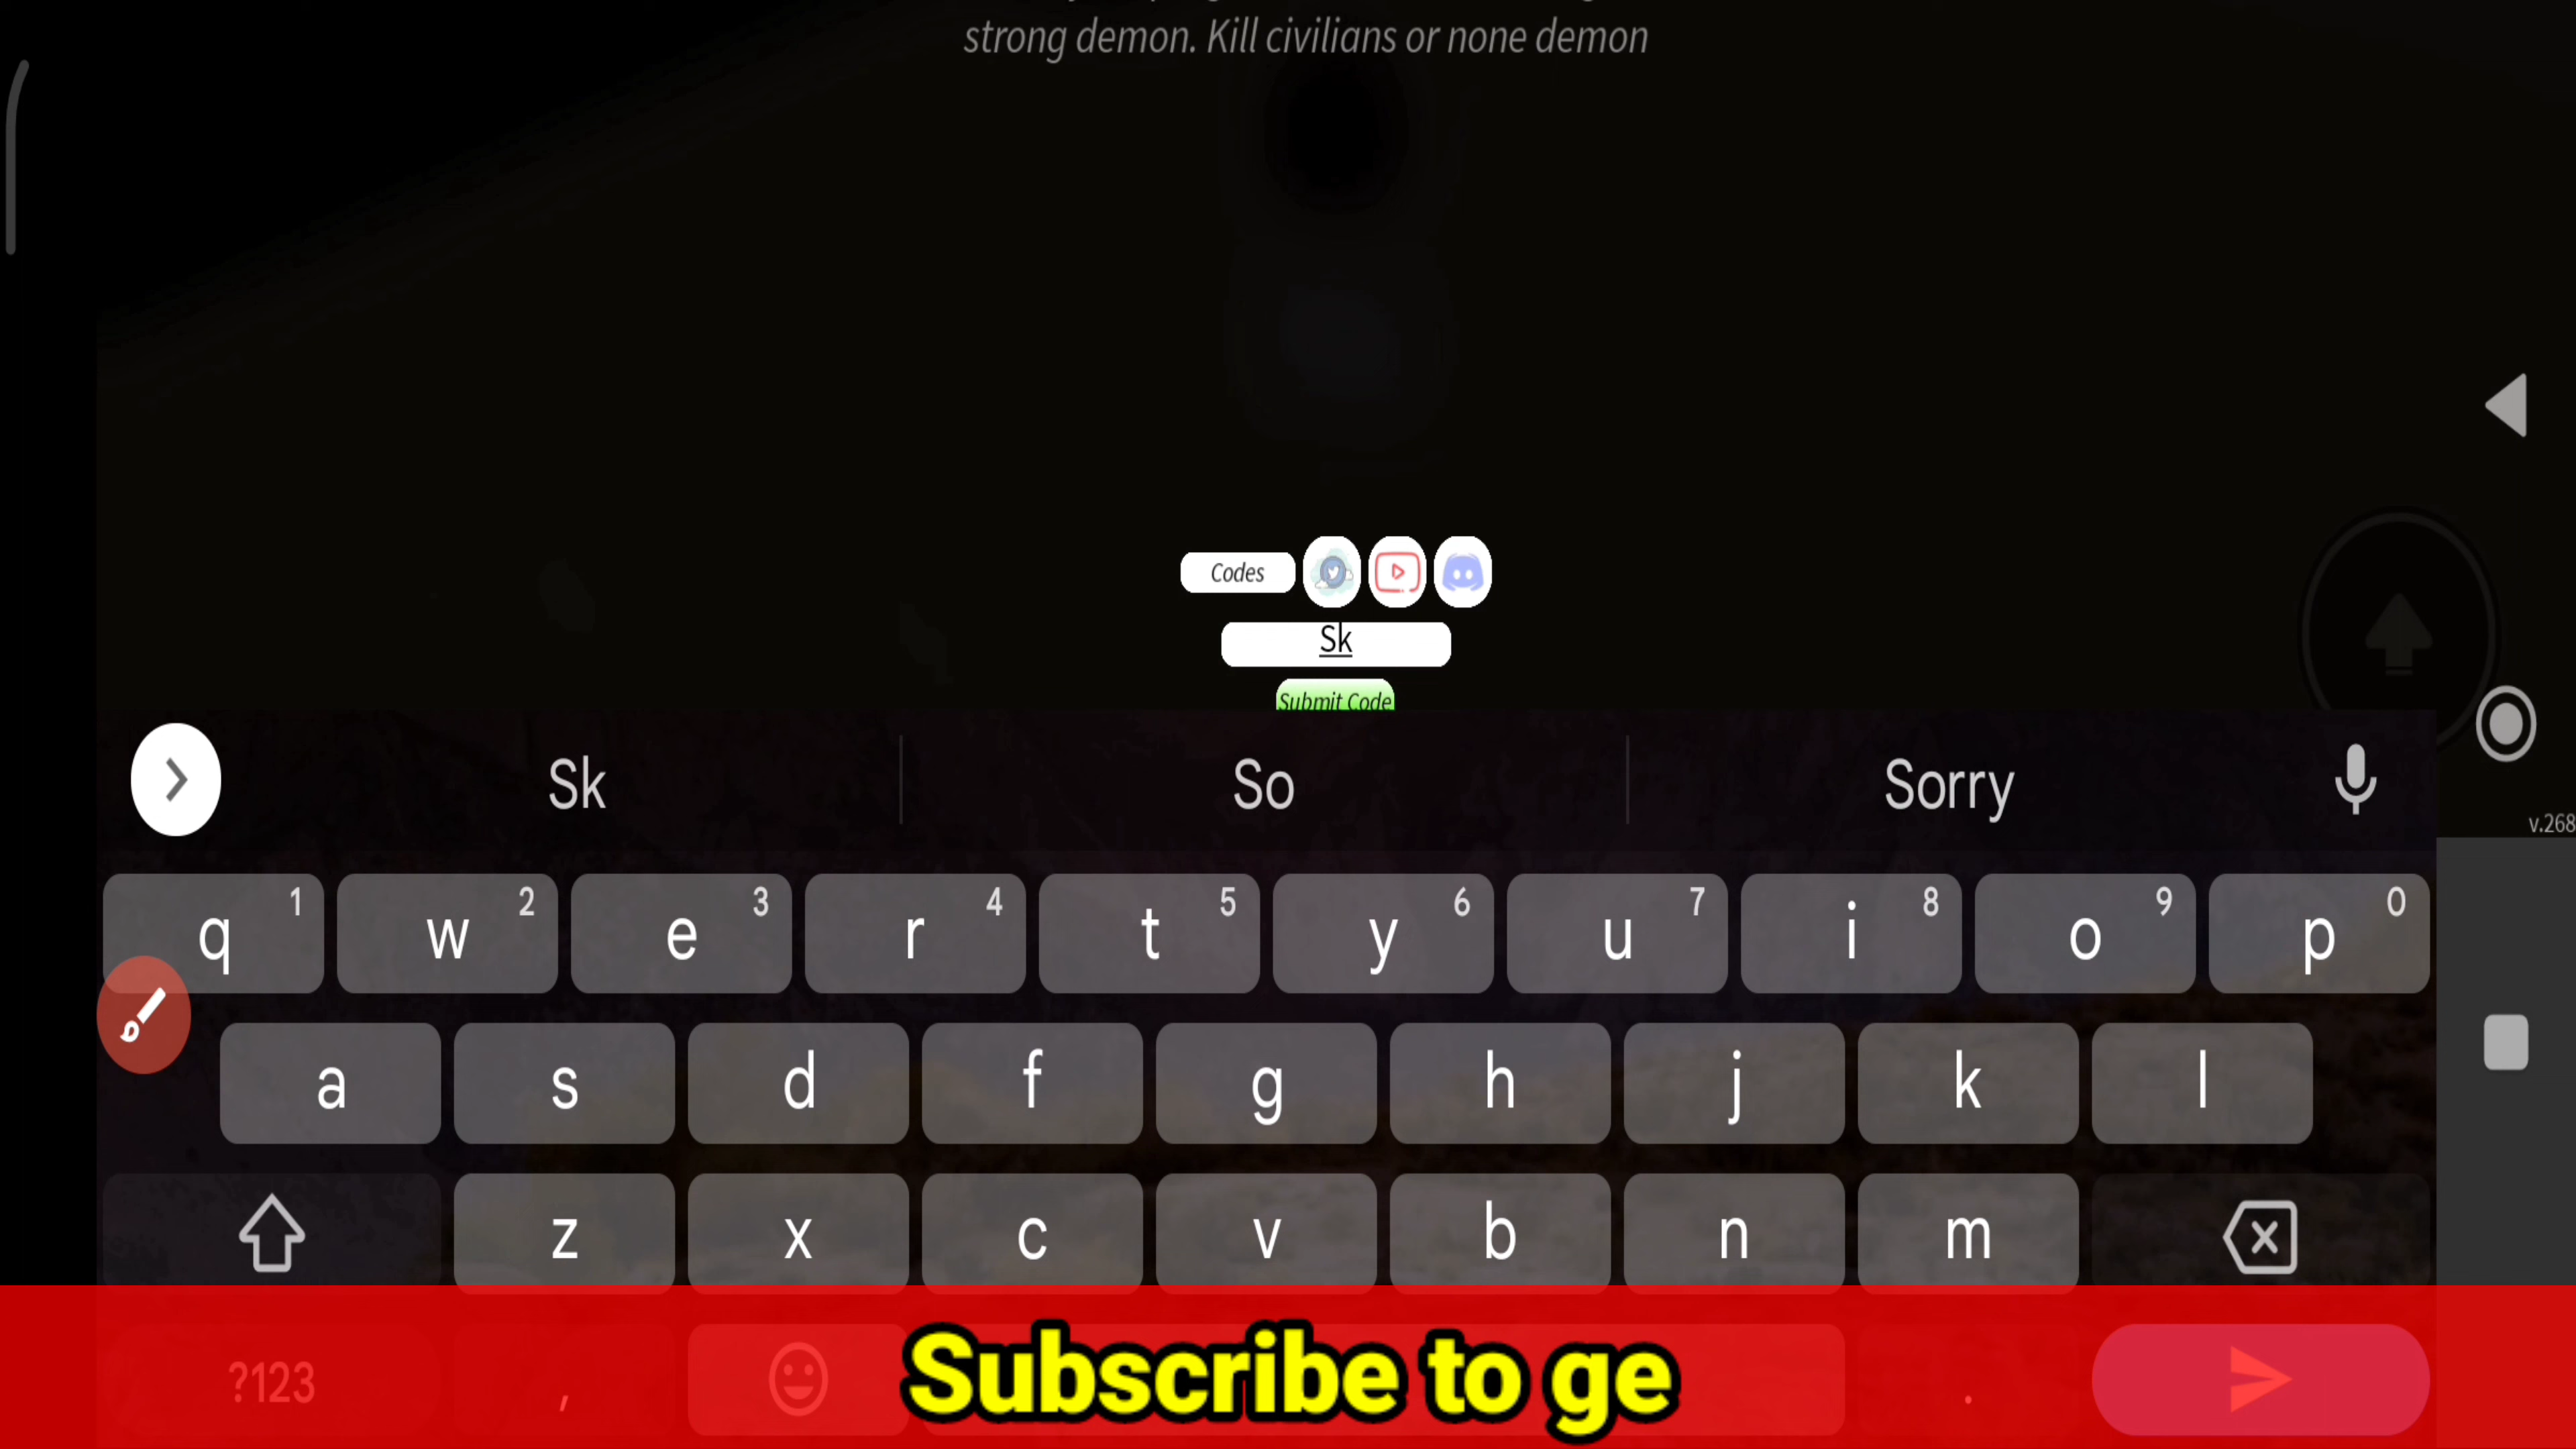 strong demon. Kill civilians or none demon
Codes
Sk
Submit Code
Sk So Sorry
v.268
q 1 w 2 e 3 r 4 t 5 y 6 u 7 i 8 o 9 p 0
a s d f g h j k l
z x c v b n m
?123 , .
Subscribe to ge